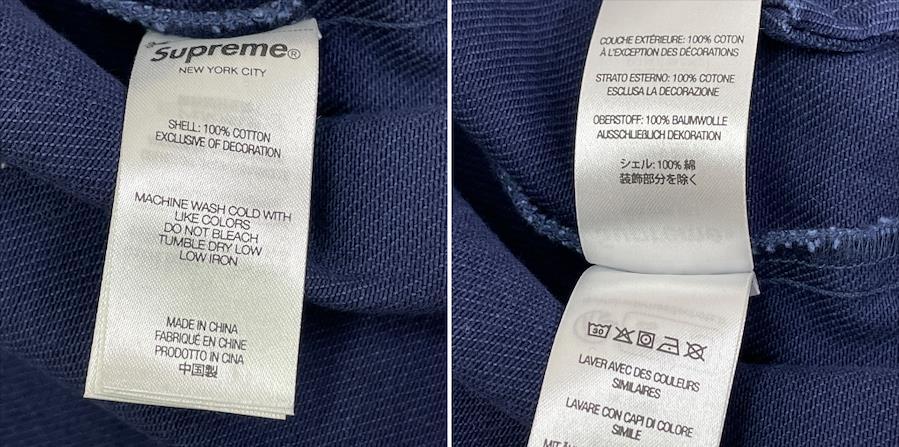 Supreme®
NEW YORK CITY
SHELL: 100% COTTON
EXCLUSIVE OF DECORATION
MACHINE WASH COLD WITH
LIKE COLORS
DO NOT BLEACH
TUMBLE DRY LOW
LOW IRON
MADE IN CHINA
FABRIQUÉ EN CHINE
PRODOTTO IN CINA
中国製
COUCHE EXTÉRIEURE: 100% COTON
À L'EXCEPTION DES DÉCORATIONS
STRATO ESTERNO: 100% COTONE
ESCLUSA LA DECORAZIONE
OBERSTOFF: 100% BAUMWOLLE
AUSSCHLIEßLICH DEKORATION
シェル: 100% 綿
装飾部分を除く
30
LAVER AVEC DES COULEURS
SIMILAIRES
LAVARE CON CAPI DI COLORE
SIMILE
MIT